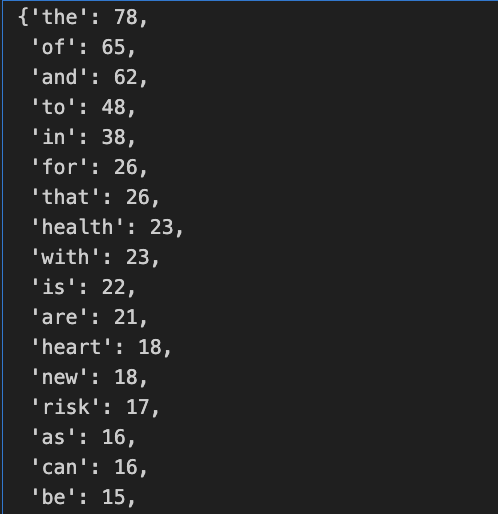 {'the': 78,
'of': 65,
'and': 62,
'to': 48,
'in': 38,
'for': 26,
'that': 26,
'health': 23,
'with': 23,
'is': 22,
'are': 21,
'heart': 18,
'new': 18,
'risk': 17,
'as': 16,
'can': 16,
'be': 15,